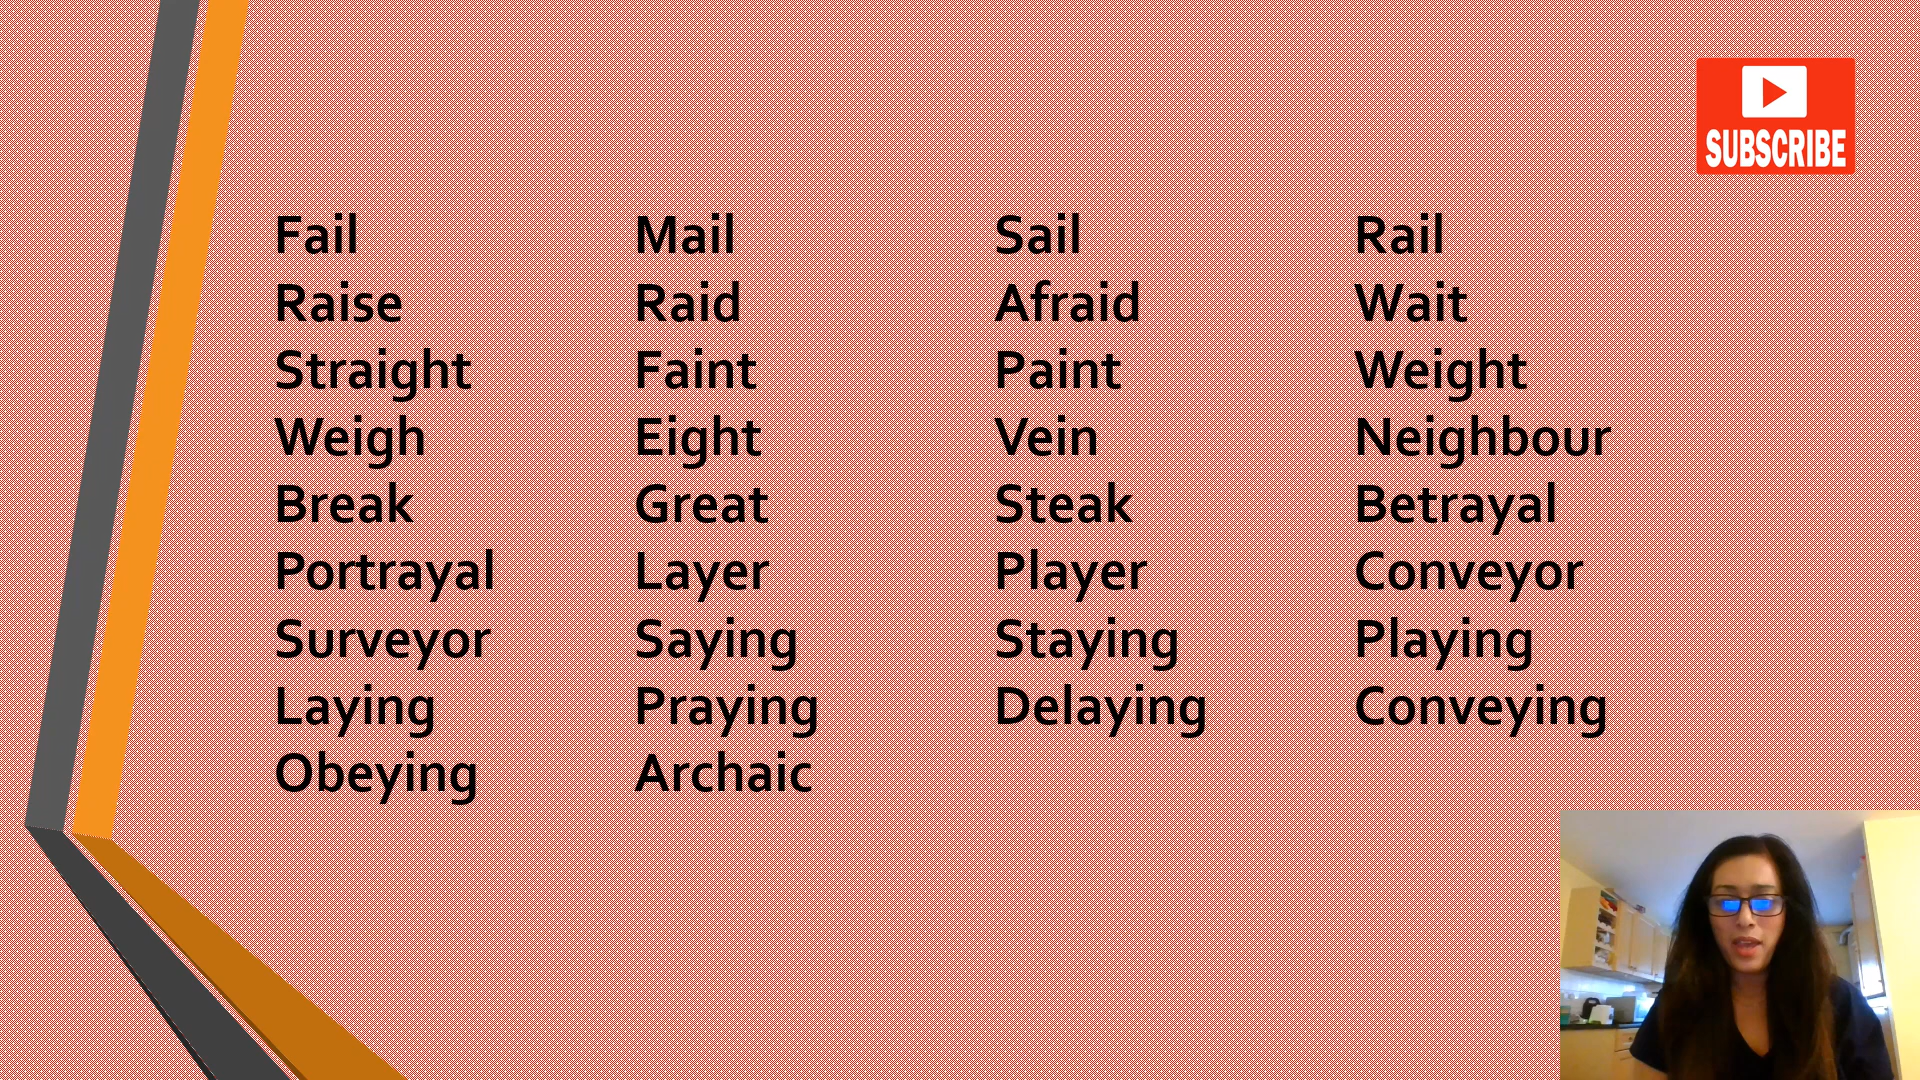 SUBSCRIBE
Fail Mail Sail Rail
Raise Raid Afraid Wait
Straight Faint Paint Weight
Weigh Eight Vein Neighbour
Break Great Steak Betrayal
Portrayal Layer Player Conveyor
Surveyor Saying Staying Playing
Laying Praying Delaying Conveying
Obeying Archaic